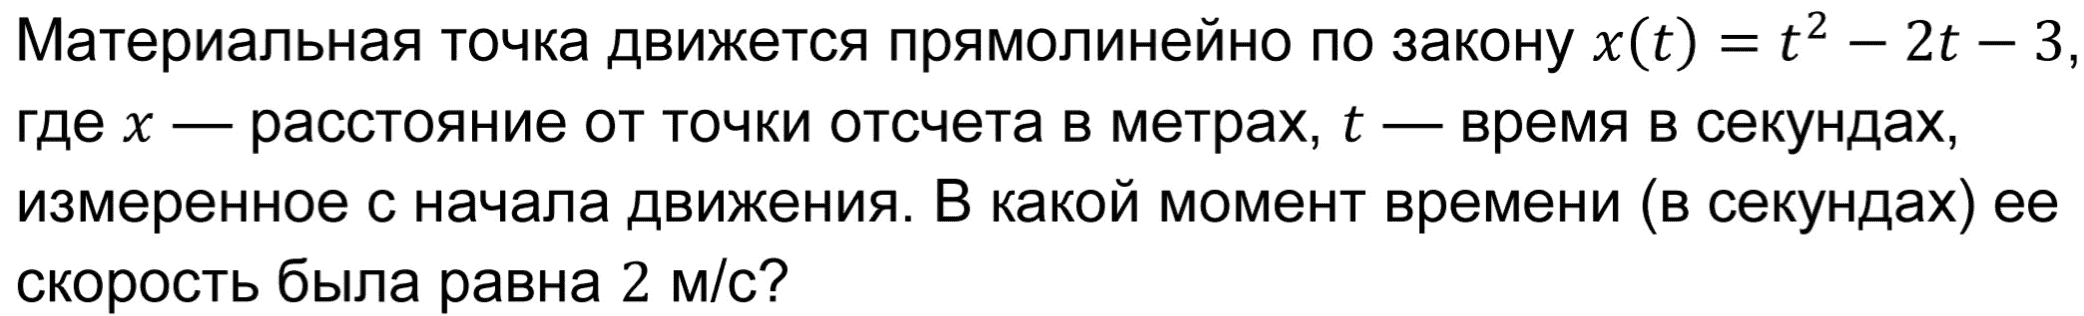 Материальная точка движется прямолинейно по закону x(t) = t² − 2t − 3,
где x — расстояние от точки отсчета в метрах, t — время в секундах,
измеренное с начала движения. В какой момент времени (в секундах) ее
скорость была равна 2 м/с?